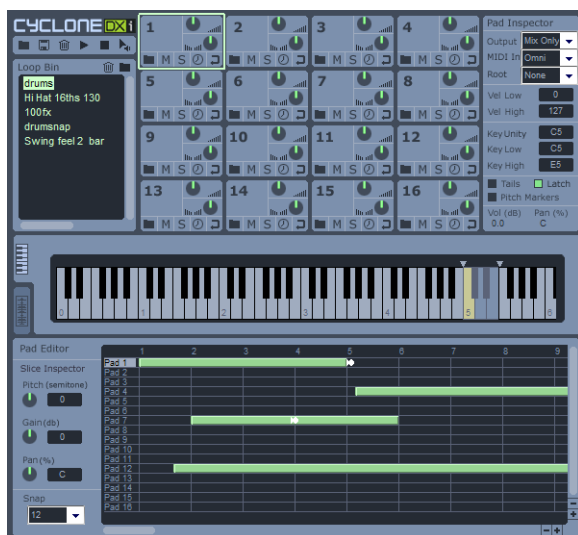 CYCLONE DXi
Loop Bin
drums
Hi Hat 16ths 130
100fx
drumsnap
Swing feel 2 bar
1 2 3 4
M S M S M S M S
5 6 7 8
M S M S M S M S
9 10 11 12
M S M S M S M S
13 14 15 16
M S M S M S M S
Pad Inspector
Output Mix Only
MIDI In Omni
Root None
Vel Low 0
Vel High 127
Key Unity C5
Key Low C5
Key High E5
Tails Latch
Pitch Markers
Vol (dB) Pan (%)
0.0 C
0 1 2 3 4 5 6
Pad Editor
Slice Inspector
Pitch (semitone)
0
Gain (db)
0
Pan (%)
C
Snap
12
1 2 3 4 5 6 7 8 9
Pad 1
Pad 2
Pad 3
Pad 4
Pad 5
Pad 6
Pad 7
Pad 8
Pad 9
Pad 10
Pad 11
Pad 12
Pad 13
Pad 14
Pad 15
Pad 16